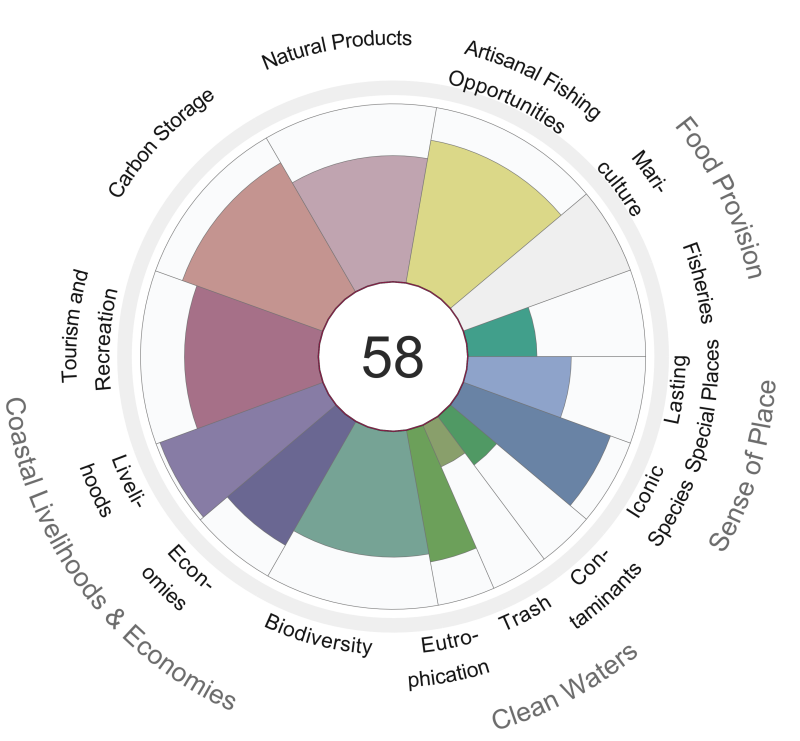 Natural Products
Artisanal Fishing
Opportunities
Mari-
culture
Food Provision
Fisheries
Lasting
Special Places
Sense of Place
Iconic
Species
Con-
taminants
Trash
Clean Waters
Eutro-
phication
Biodiversity
Econ-
omies
Liveli-
hoods
Coastal Livelihoods & Economies
Tourism and
Recreation
Carbon Storage
58